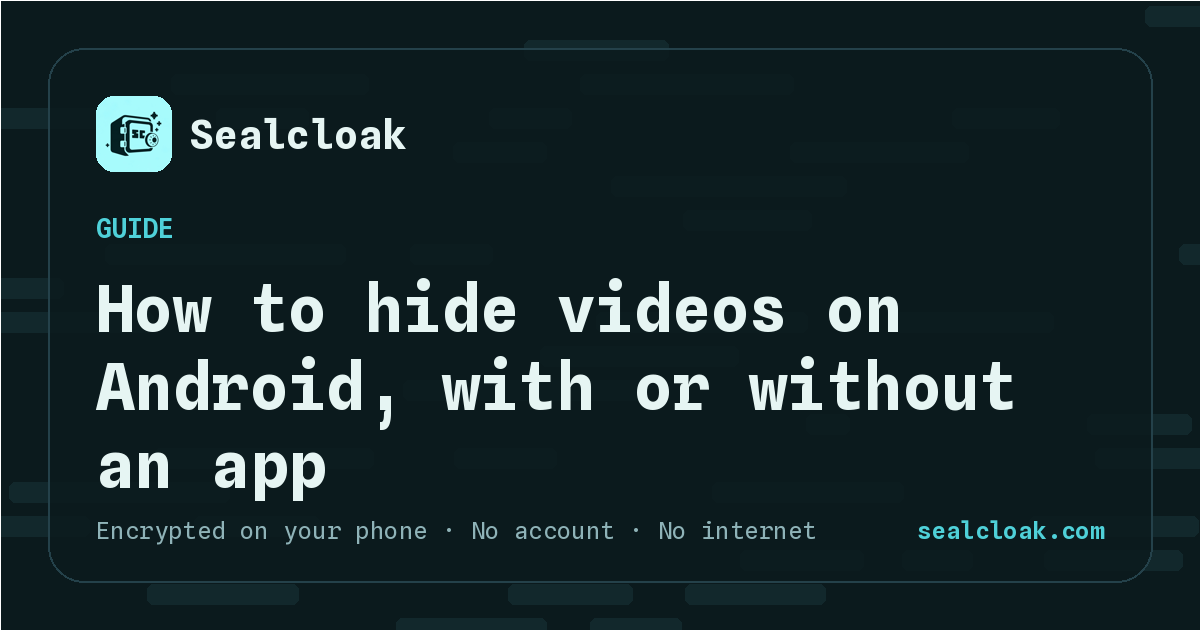 SC
Sealcloak
GUIDE
How to hide videos on
Android, with or without
an app
Encrypted on your phone · No account · No internet
sealcloak.com